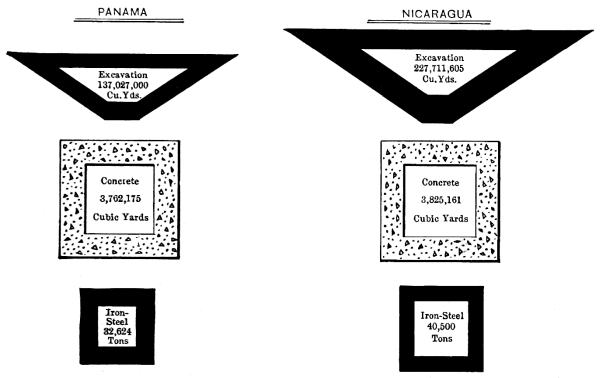 PANAMA
NICARAGUA
Excavation
137,027,000
Cu.Yds.
Excavation
227,711,605
Cu.Yds.
Concrete
3,762,175
Cubic Yards
Concrete
3,825,161
Cubic Yards
Iron-
Steel
32,624
Tons
Iron-Steel
40,500
Tons